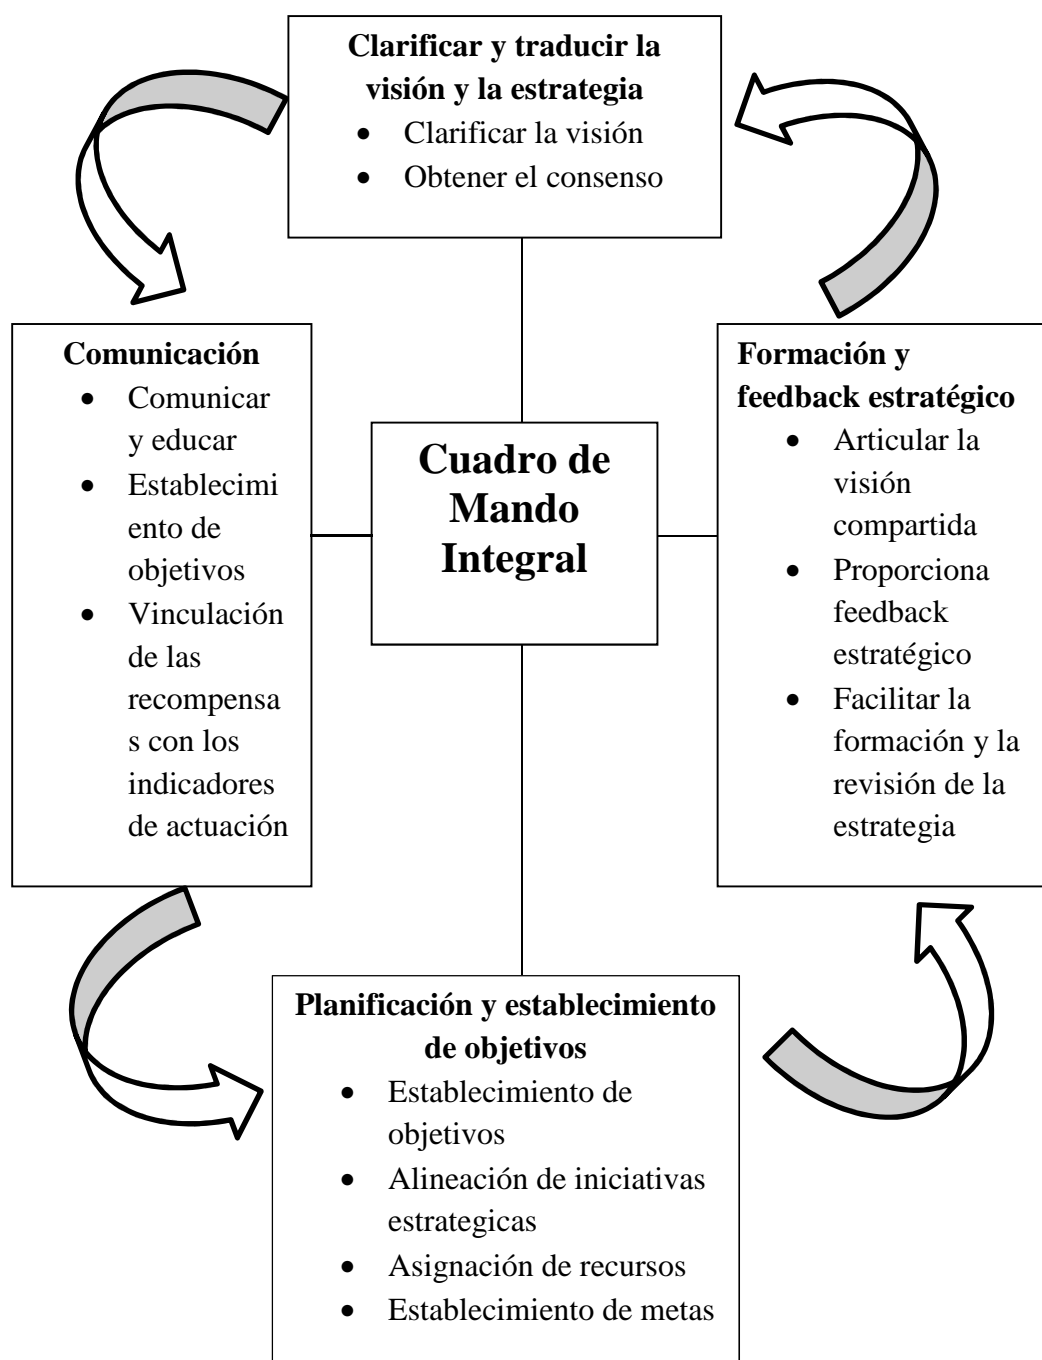 Clarificar y traducir la
visión y la estrategia
• Clarificar la visión
• Obtener el consenso
Comunicación
• Comunicar
y educar
• Establecimi
ento de
objetivos
• Vinculación
de las
recompensa
s con los
indicadores
de actuación
Cuadro de
Mando
Integral
Formación y
feedback estratégico
• Articular la
visión
compartida
• Proporciona
feedback
estratégico
• Facilitar la
formación y la
revisión de la
estrategia
Planificación y establecimiento
de objetivos
• Establecimiento de
objetivos
• Alineación de iniciativas
estrategicas
• Asignación de recursos
• Establecimiento de metas